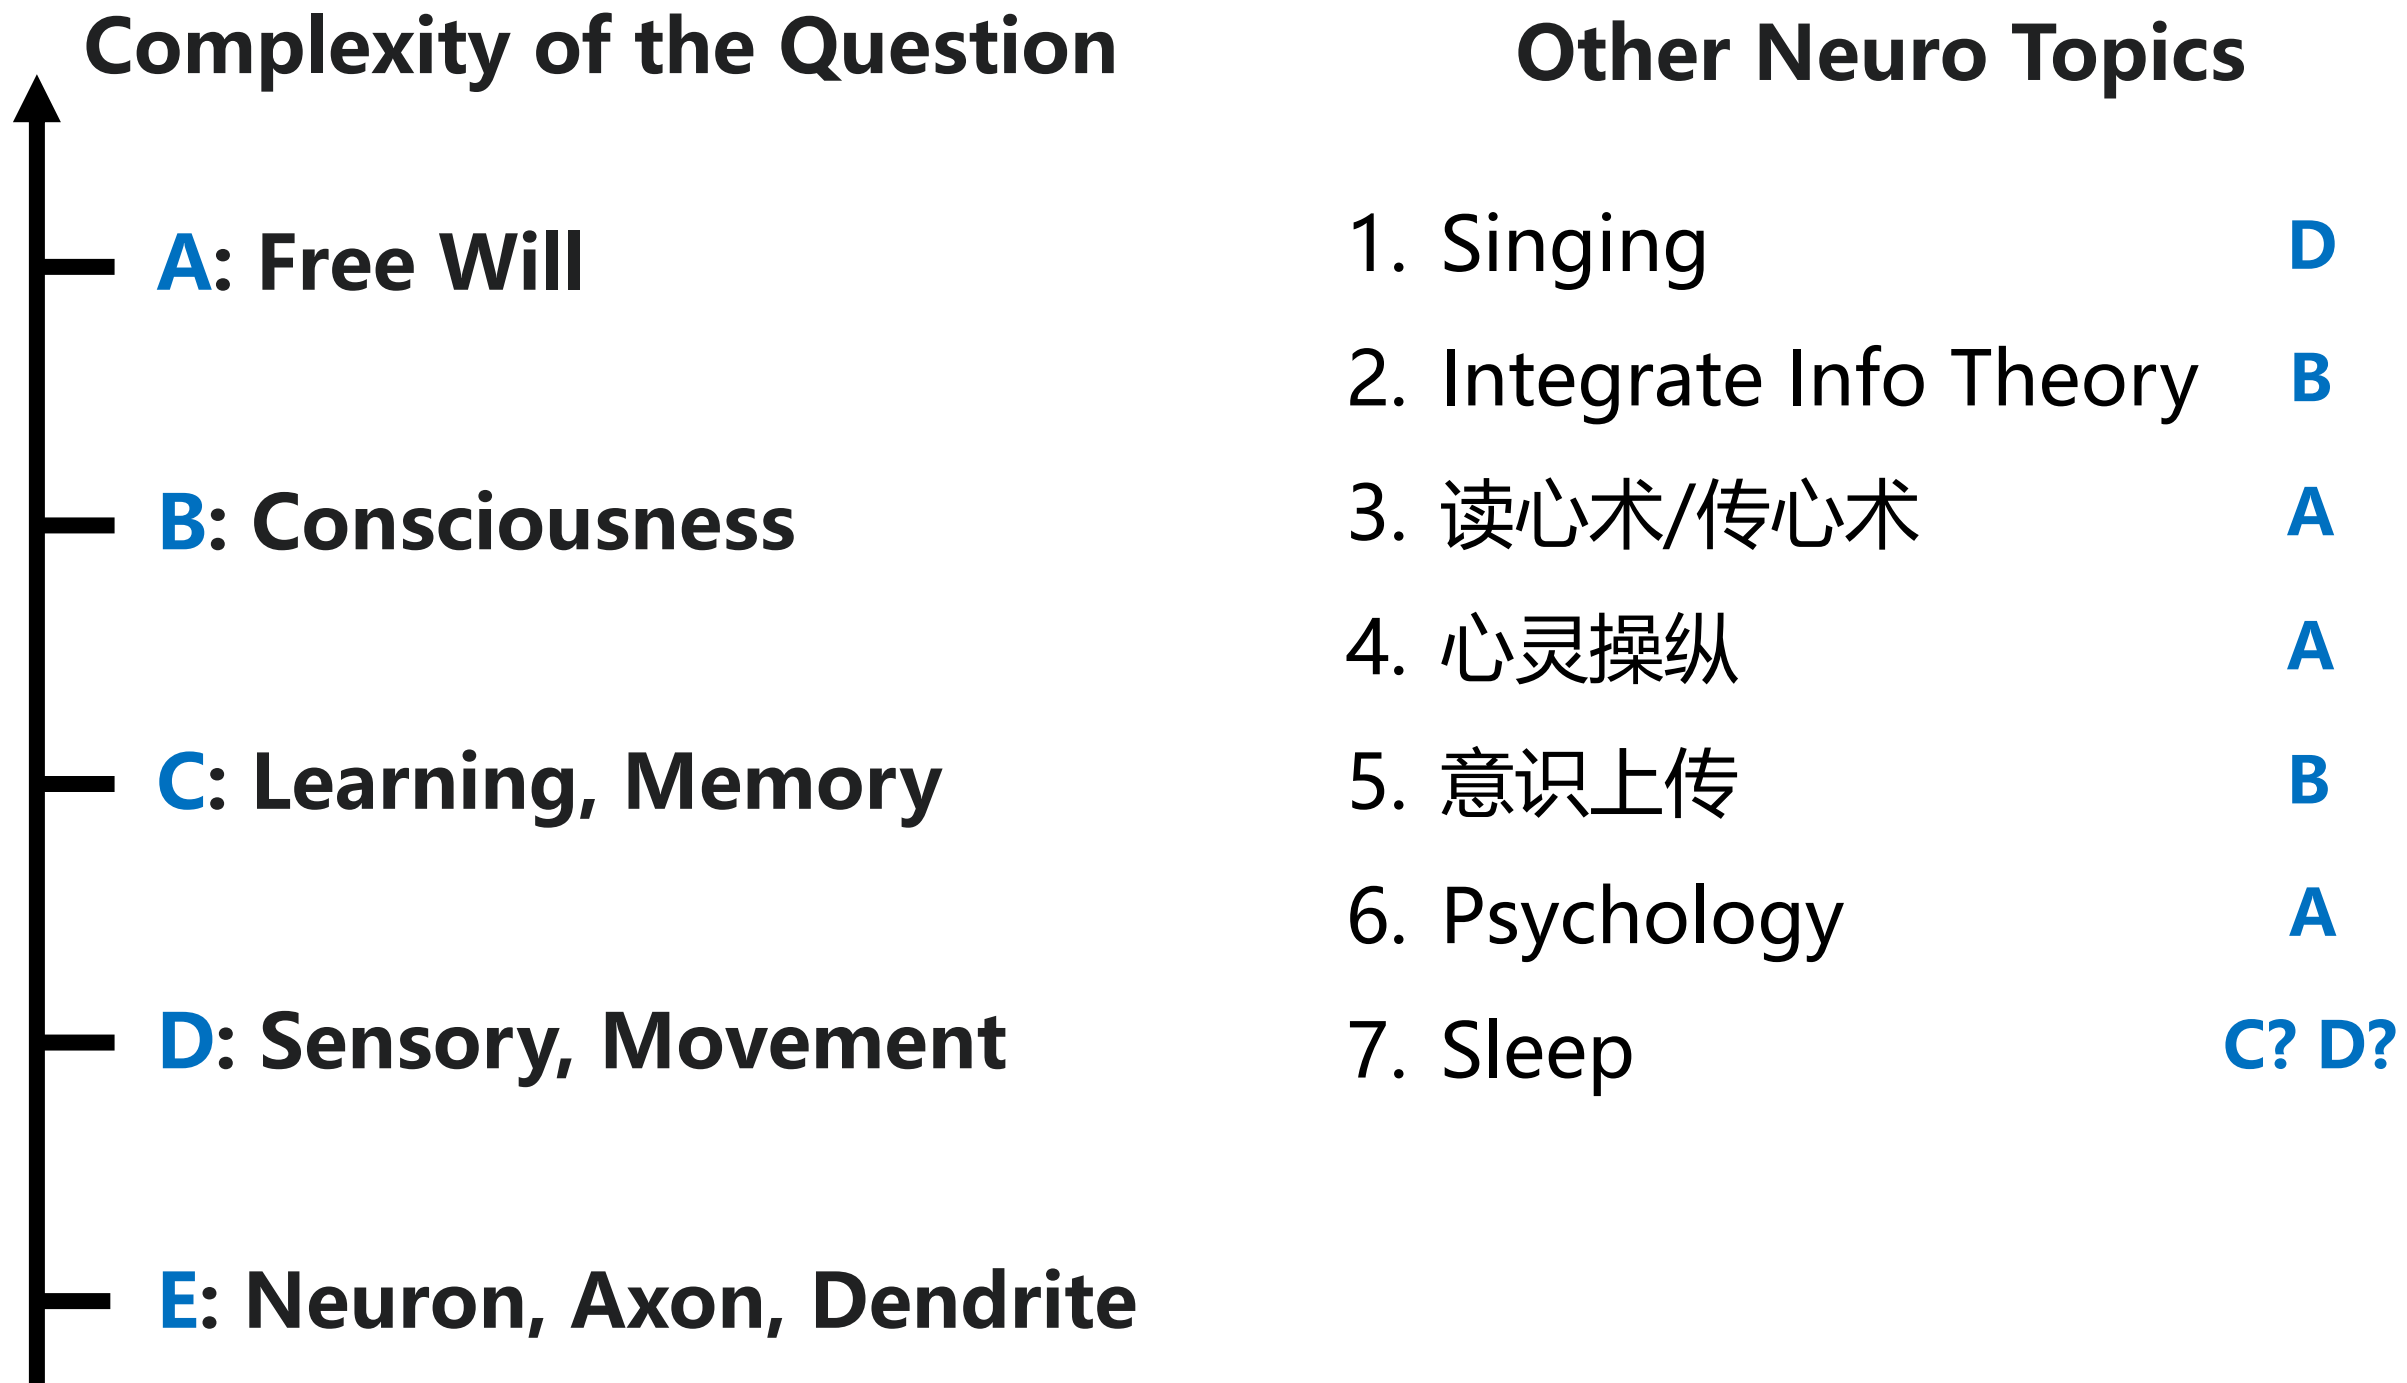 Complexity of the Question
A: Free Will
B: Consciousness
C: Learning, Memory
D: Sensory, Movement
E: Neuron, Axon, Dendrite
Other Neuro Topics
1. Singing D
2. Integrate Info Theory B
3. 读心术/传心术 A
4. 心灵操纵 A
5. 意识上传 B
6. Psychology A
7. Sleep C? D?